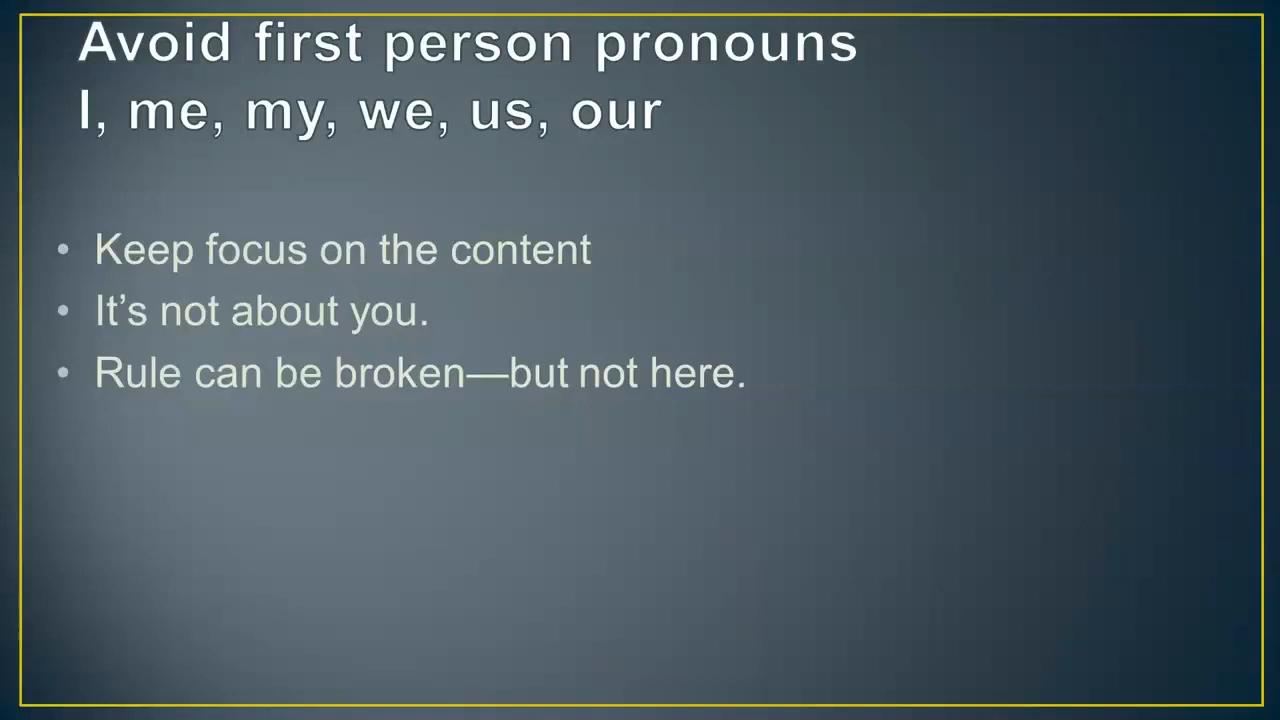 Avoid first person pronouns
I, me, my, we, us, our
• Keep focus on the content
• It’s not about you.
• Rule can be broken—but not here.